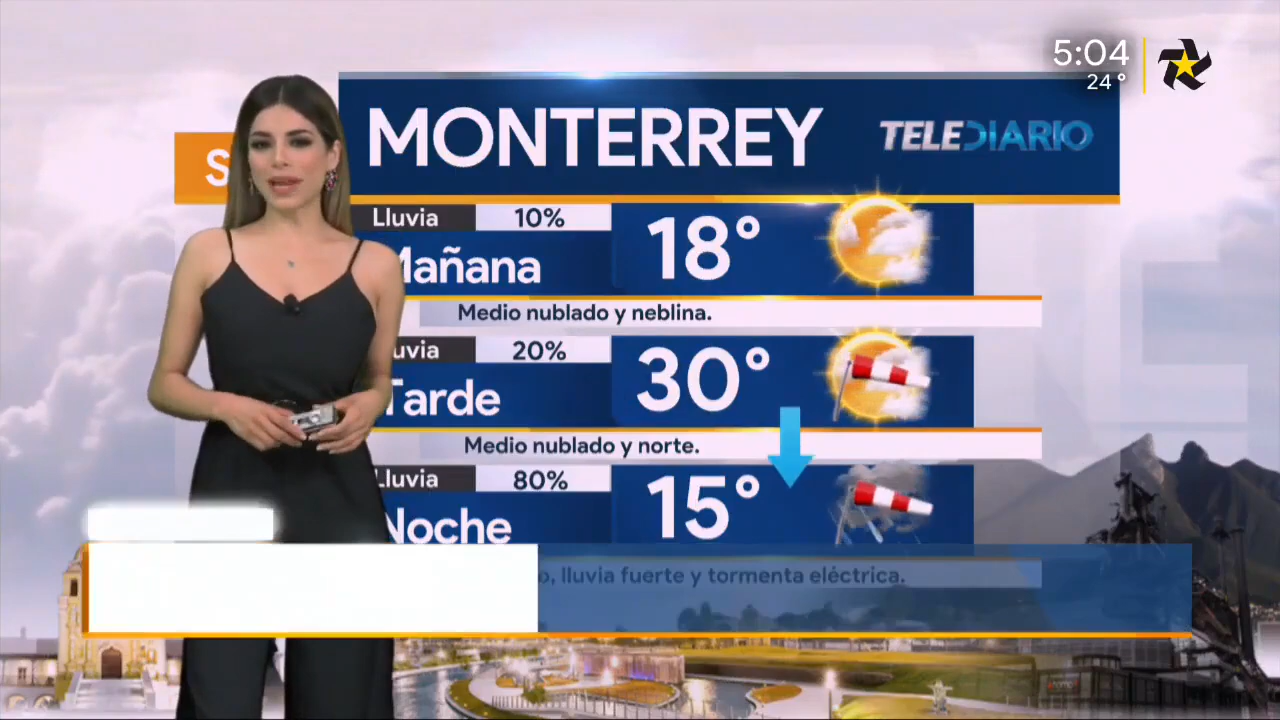 5:04
24°
MONTERREY
TELEDIARIO
S
Lluvia 10%
Mañana 18°
Medio nublado y neblina.
uvia 20%
Tarde 30°
Medio nublado y norte.
Lluvia 80%
Noche 15°
o, lluvia fuerte y tormenta eléctrica.